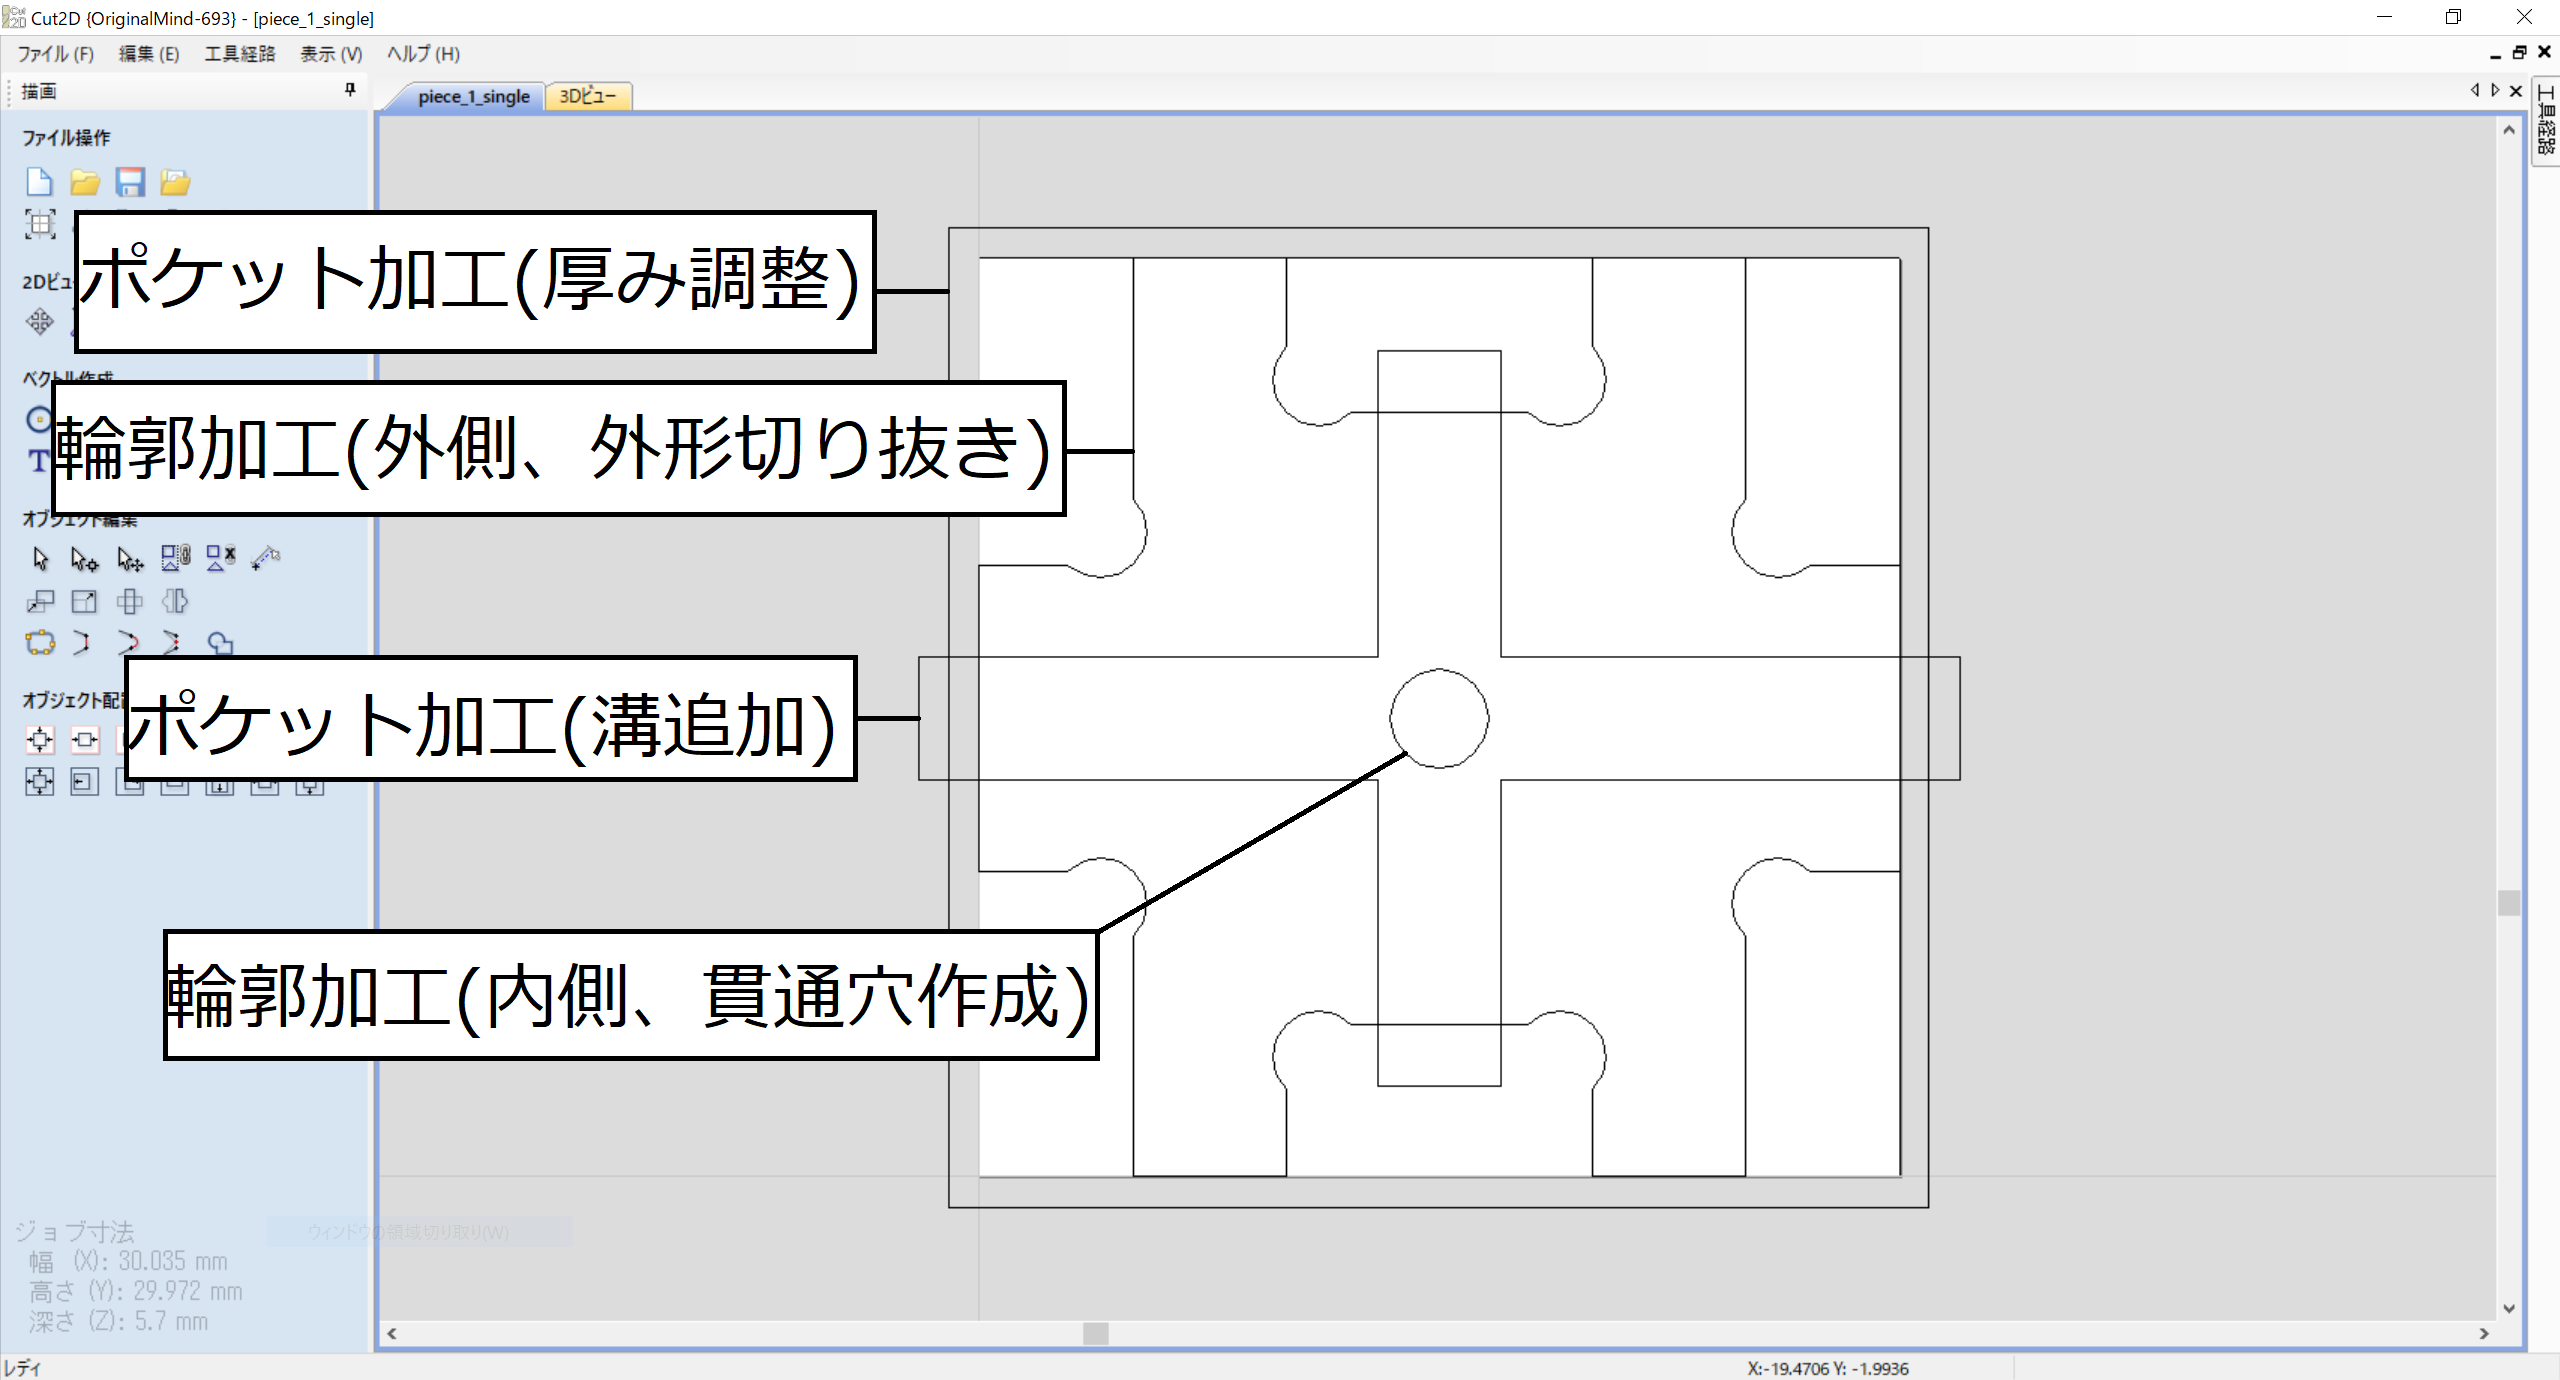 Cut2D {OriginalMind-693} - [piece_1_single]
ファイル (F) 編集 (E) 工具経路 表示 (V) ヘルプ (H)
描画
piece_1_single 3Dビュー
工具経路
ファイル操作
ポケット加工(厚み調整)
2Dビュ
ベクトル作成
輪郭加工(外側、外形切り抜き)
オブジェクト編集
オブジェクト配
ポケット加工(溝追加)
輪郭加工(内側、貫通穴作成)
ジョブ寸法
ウィンドウの領域切り取り(W)
幅 (X): 30.035 mm
高さ (Y): 29.972 mm
深さ (Z): 5.7 mm
レディ
X:-19.4706 Y: -1.9936